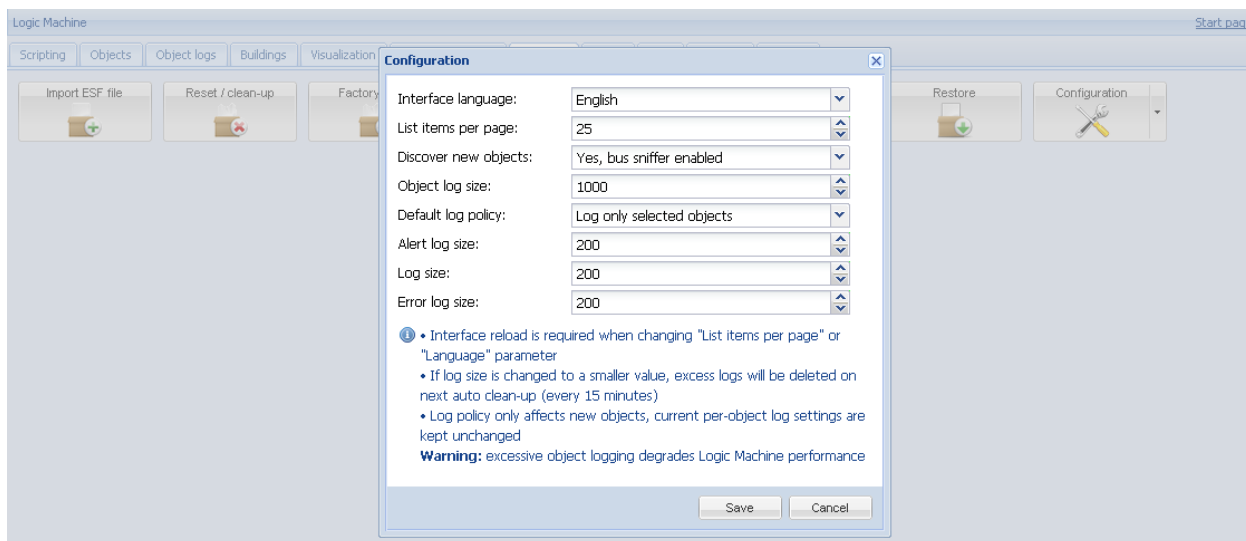 Logic Machine
Start pag
Scripting
Objects
Object logs
Buildings
Visualization
Import ESF file
Reset / clean-up
Factory
Restore
Configuration
Configuration
Interface language:
English
List items per page:
25
Discover new objects:
Yes, bus sniffer enabled
Object log size:
1000
Default log policy:
Log only selected objects
Alert log size:
200
Log size:
200
Error log size:
200
• Interface reload is required when changing "List items per page" or
"Language" parameter
• If log size is changed to a smaller value, excess logs will be deleted on
next auto clean-up (every 15 minutes)
• Log policy only affects new objects, current per-object log settings are
kept unchanged
Warning: excessive object logging degrades Logic Machine performance
Save
Cancel